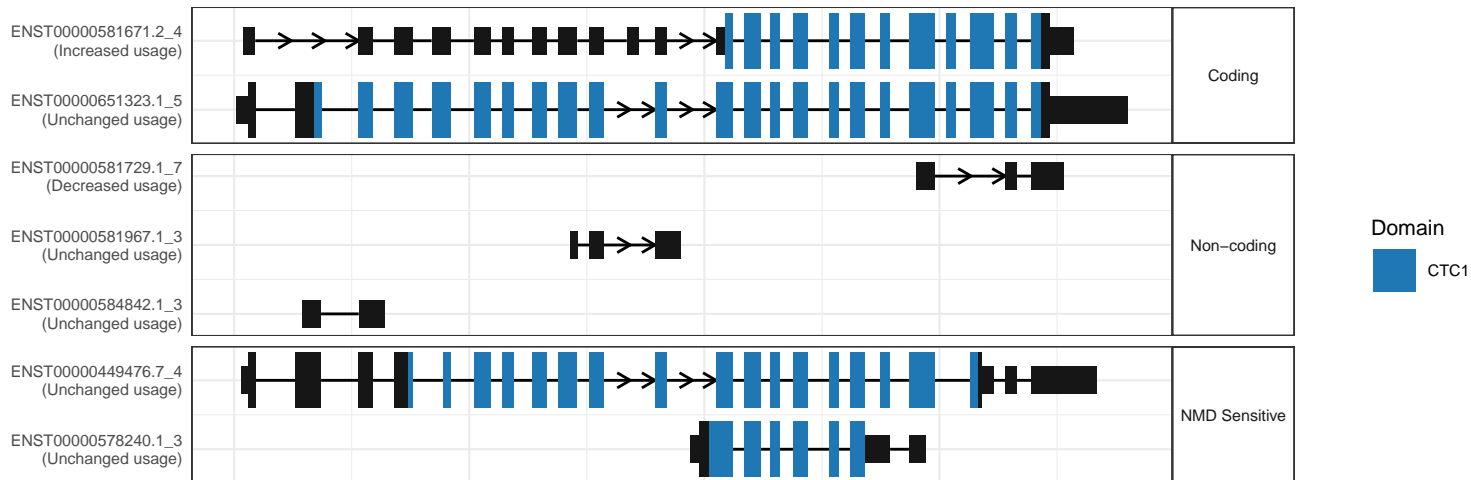 ENST00000581671.2_4
(Increased usage)
ENST00000651323.1_5
(Unchanged usage)
Coding
ENST00000581729.1_7
(Decreased usage)
ENST00000581967.1_3
(Unchanged usage)
ENST00000584842.1_3
(Unchanged usage)
Non−coding
ENST00000449476.7_4
(Unchanged usage)
ENST00000578240.1_3
(Unchanged usage)
NMD Sensitive
Domain
CTC1